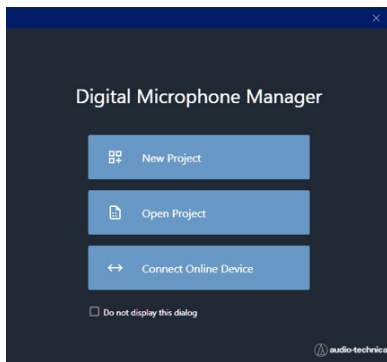 Digital Microphone Manager
New Project
Open Project
Connect Online Device
Do not display this dialog
audio-technica